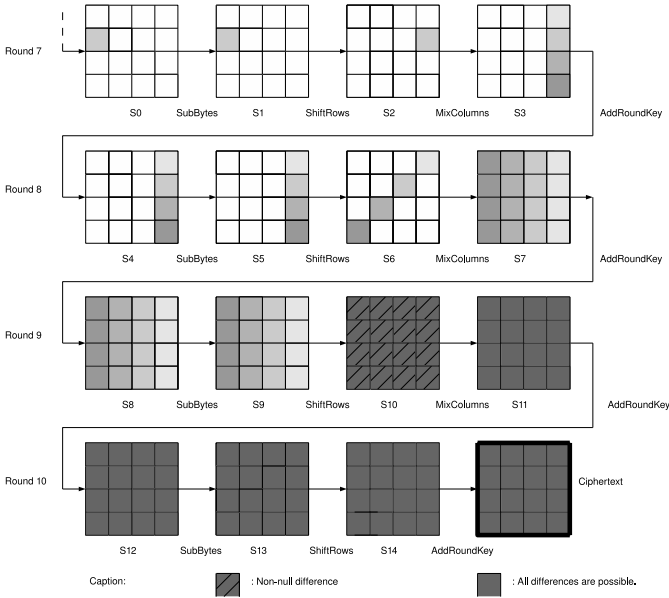 Round 7
S0 SubBytes S1 ShiftRows S2 MixColumns S3 AddRoundKey
Round 8
S4 SubBytes S5 ShiftRows S6 MixColumns S7 AddRoundKey
Round 9
S8 SubBytes S9 ShiftRows S10 MixColumns S11 AddRoundKey
Round 10 Ciphertext
S12 SubBytes S13 ShiftRows S14 AddRoundKey
Caption: : Non-null difference : All differences are possible.